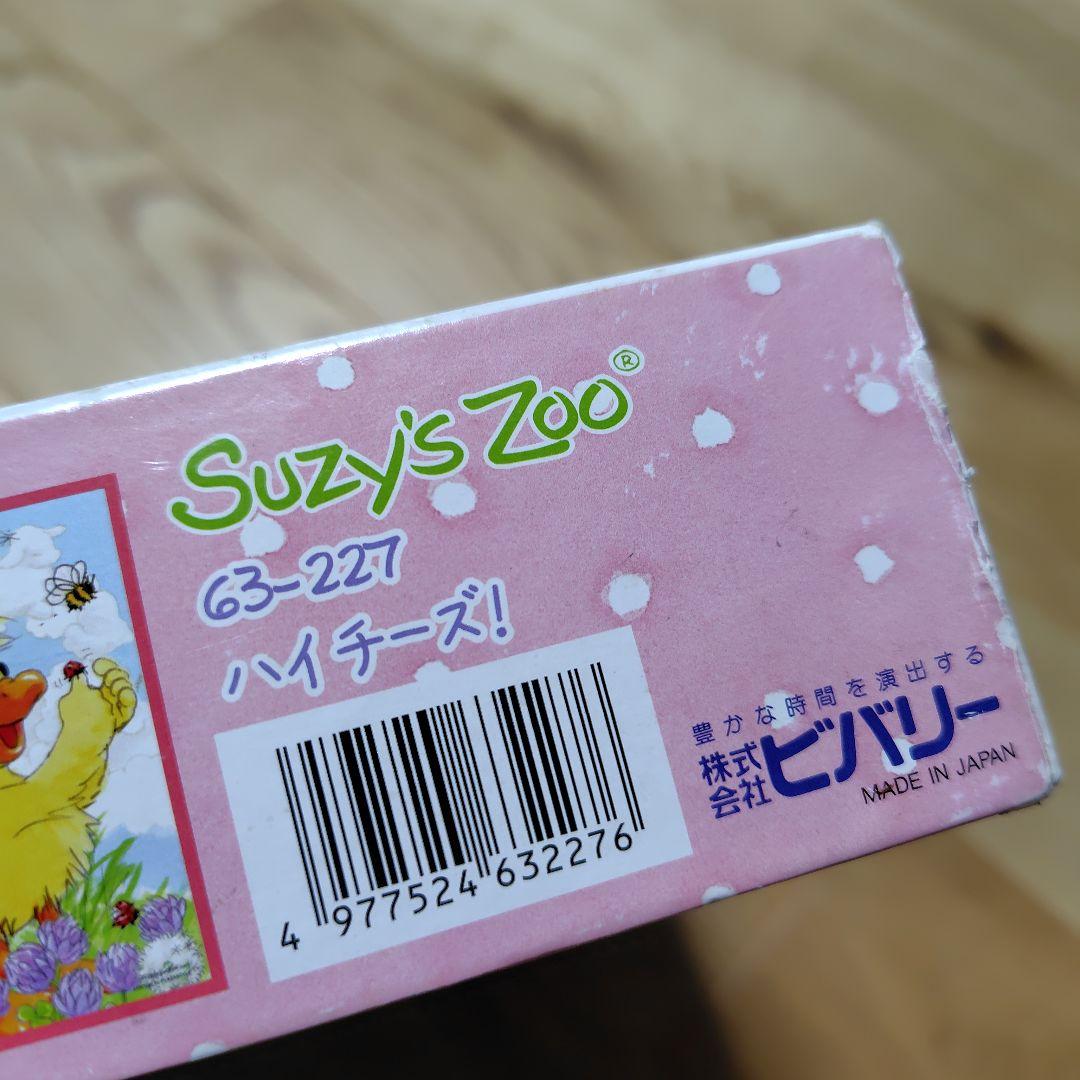 Suzy's Zoo®
63-227
ハイチーズ!
4 977524 632276
豊かな時間を演出する
株式会社ビバリー
MADE IN JAPAN